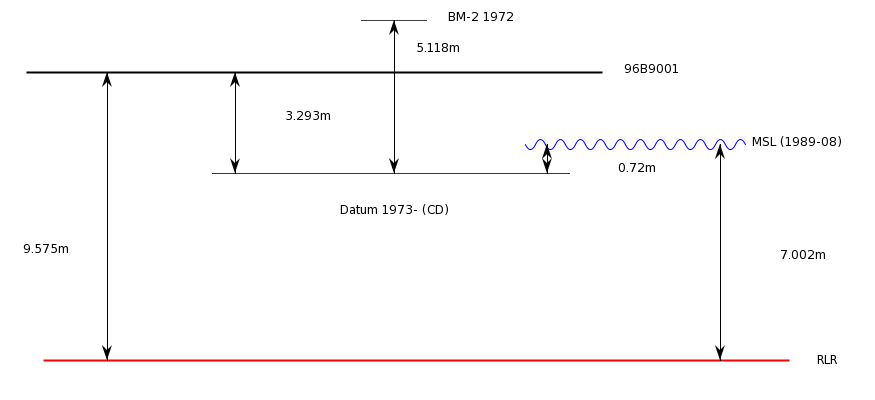 BM-2 1972
5.118m
96B9001
3.293m
MSL (1989-08)
0.72m
Datum 1973- (CD)
9.575m
7.002m
RLR